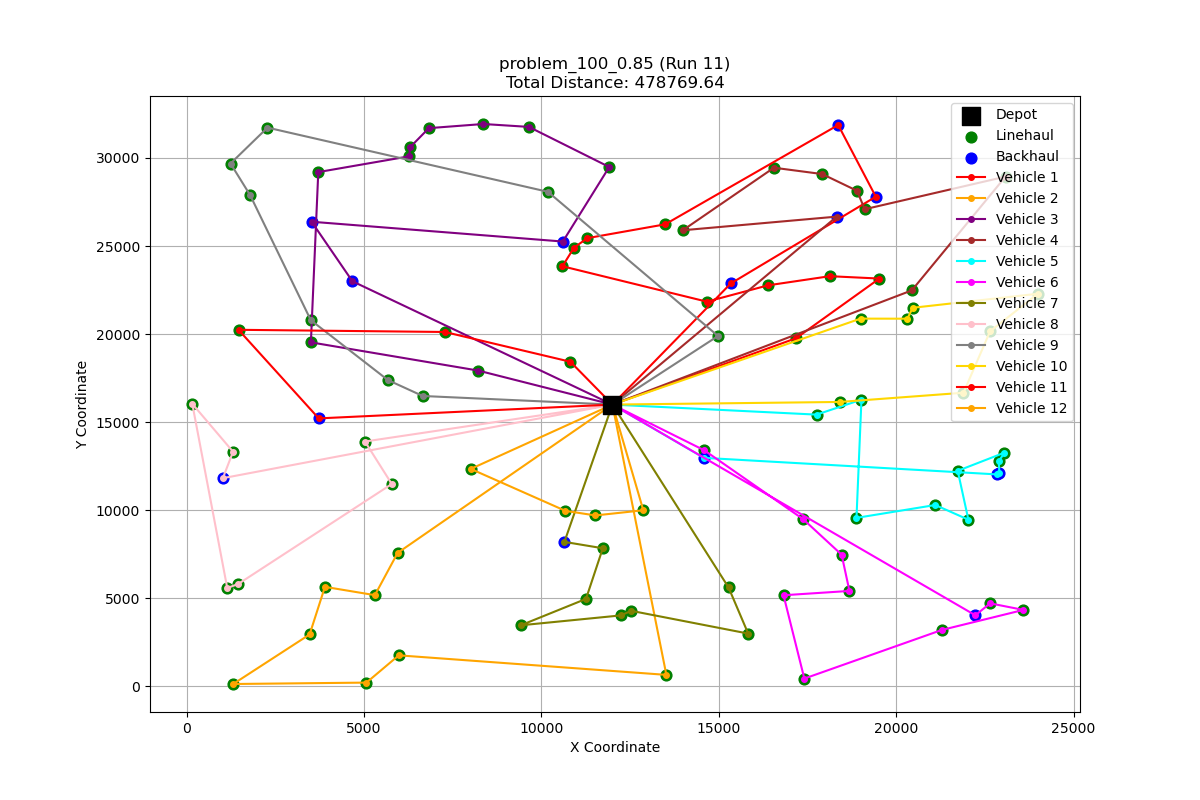 problem_100_0.85 (Run 11)
Total Distance: 478769.64
Depot
Linehaul
Backhaul
Vehicle 1
Vehicle 2
Vehicle 3
Vehicle 4
Vehicle 5
Vehicle 6
Vehicle 7
Vehicle 8
Vehicle 9
Vehicle 10
Vehicle 11
Vehicle 12
30000
25000
20000
15000
10000
5000
0
Y Coordinate
0
5000
10000
15000
20000
25000
X Coordinate